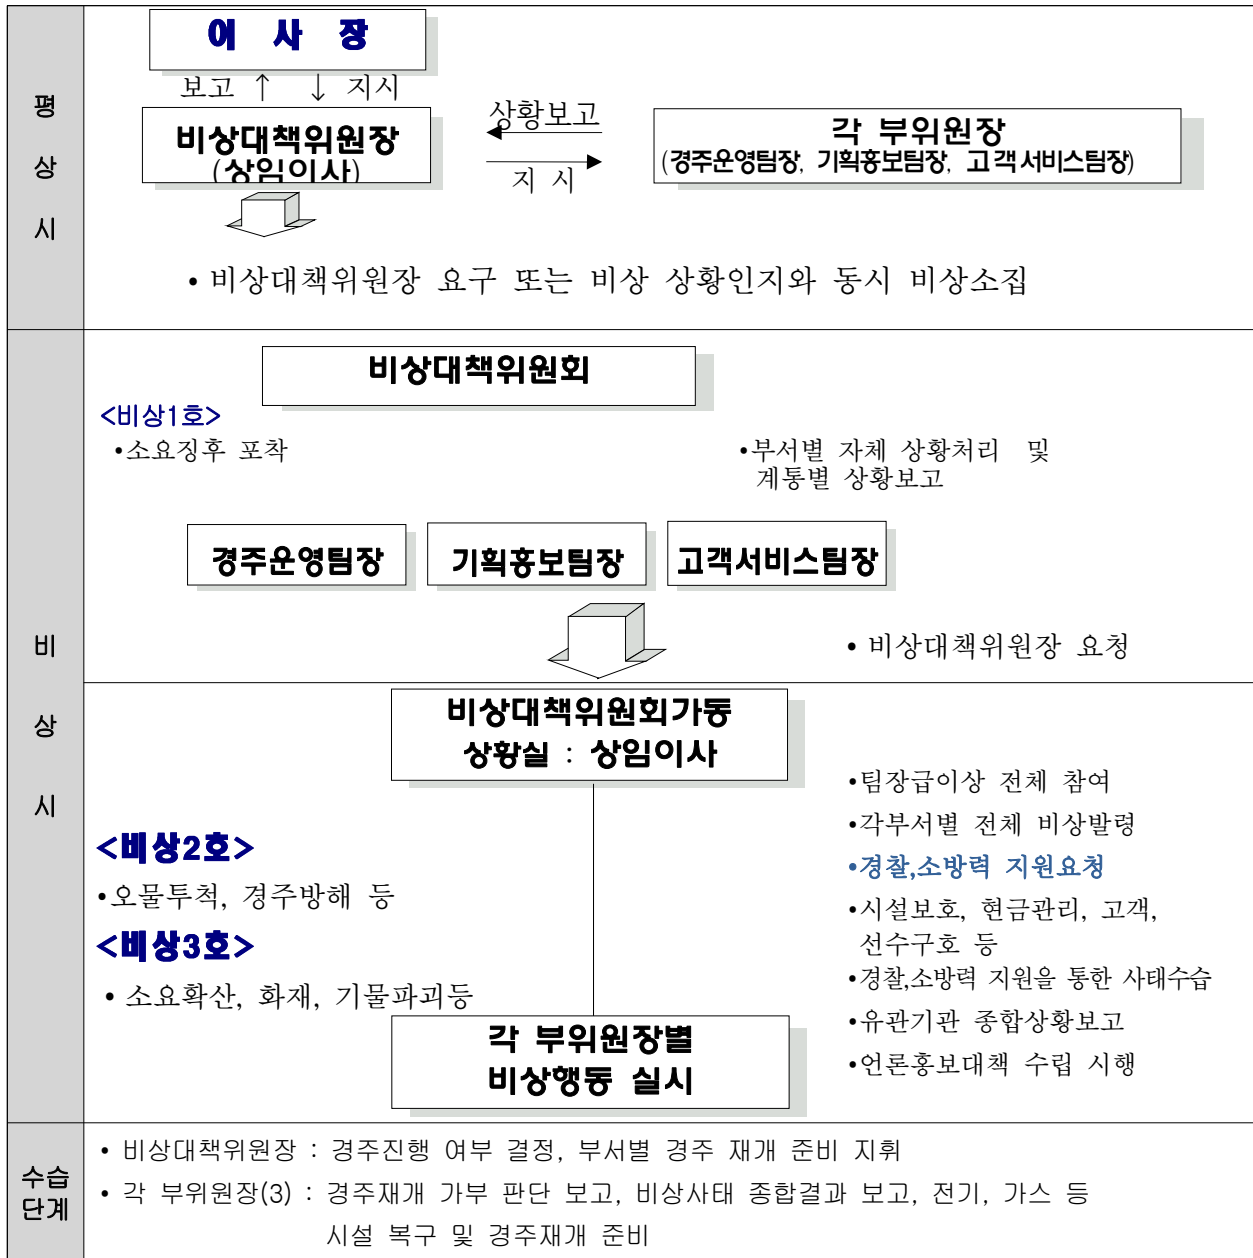 평
상
시
이 사 장
보고 ↑ ↓ 지시
비상대책위원장
(상임이사)
상황보고
지 시
각 부위원장
(경주운영팀장, 기획홍보팀장, 고객서비스팀장)
• 비상대책위원장 요구 또는 비상 상황인지와 동시 비상소집
비
상
시
비상대책위원회
<비상1호>
•소요징후 포착
•부서별 자체 상황처리 및
계통별 상황보고
경주운영팀장
기획홍보팀장
고객서비스팀장
• 비상대책위원장 요청
비상대책위원회가동
상황실 : 상임이사
<비상2호>
•오물투척, 경주방해 등
<비상3호>
• 소요확산, 화재, 기물파괴등
•팀장급이상 전체 참여
•각부서별 전체 비상발령
•경찰,소방력 지원요청
•시설보호, 현금관리, 고객,
선수구호 등
•경찰,소방력 지원을 통한 사태수습
•유관기관 종합상황보고
•언론홍보대책 수립 시행
각 부위원장별
비상행동 실시
수습
단계
• 비상대책위원장 : 경주진행 여부 결정, 부서별 경주 재개 준비 지휘
• 각 부위원장(3) : 경주재개 가부 판단 보고, 비상사태 종합결과 보고, 전기, 가스 등
시설 복구 및 경주재개 준비